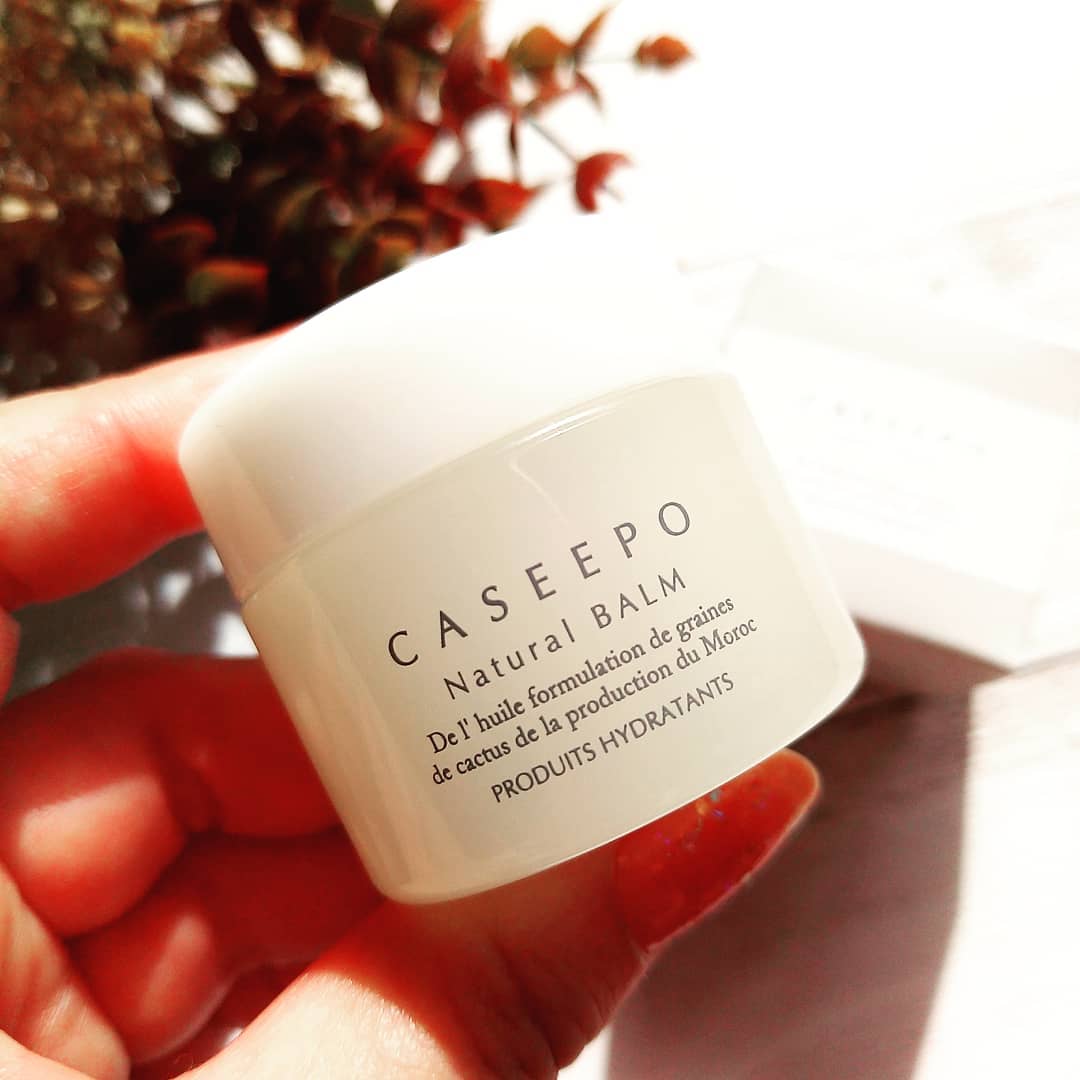 CASEEPO
Natural BALM
De l' huile formulation de graines
de cactus de la production du Moroc
PRODUITS HYDRATANTS